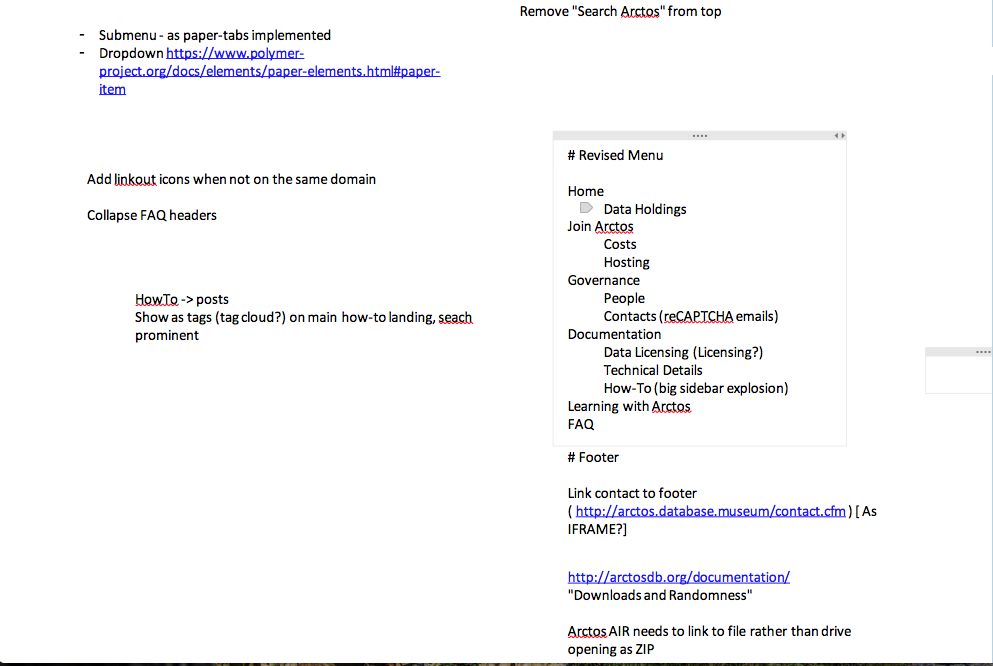 Remove "Search Arctos" from top
- Submenu - as paper-tabs implemented
- Dropdown https://www.polymer-
project.org/docs/elements/paper-elements.html#paper-
item
Add linkout icons when not on the same domain
Collapse FAQ headers
HowTo -> posts
Show as tags (tag cloud?) on main how-to landing, seach
prominent
# Revised Menu
Home
Data Holdings
Join Arctos
Costs
Hosting
Governance
People
Contacts (reCAPTCHA emails)
Documentation
Data Licensing (Licensing?)
Technical Details
How-To (big sidebar explosion)
Learning with Arctos
FAQ
# Footer
Link contact to footer
( http://arctos.database.museum/contact.cfm ) [ As
IFRAME?]
http://arctosdb.org/documentation/
"Downloads and Randomness"
Arctos AIR needs to link to file rather than drive
opening as ZIP